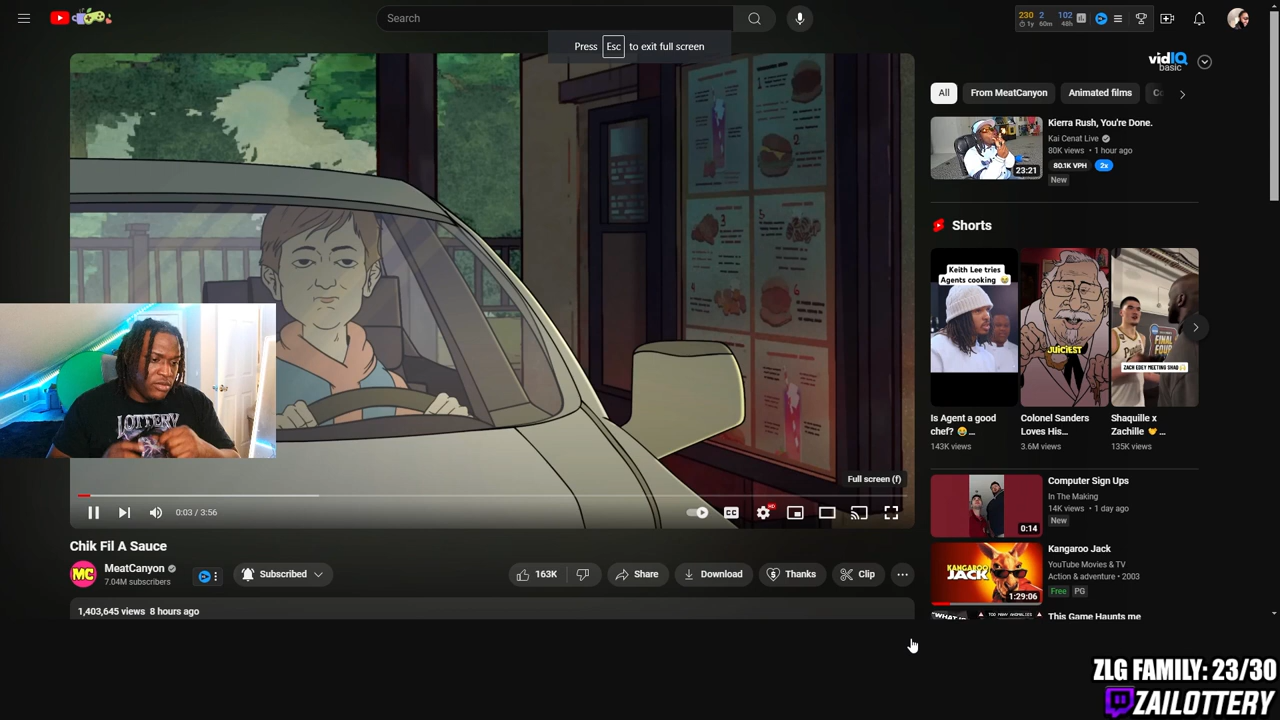 Search
230 2 102
1y 60m 48h
Press Esc to exit full screen
vidIQ
basic
All
From MeatCanyon
Animated films
Kierra Rush, You're Done.
Kai Cenat Live
80K views • 1 hour ago
80.1K VPH 2x
New
23:21
Shorts
Keith Lee tries
Agents cooking
JUICIEST
FINAL
FOUR
ZACH EDEY MEETING SHAQ
Is Agent a good
chef? 😭...
143K views
Colonel Sanders
Loves His...
3.6M views
Shaquille x
Zachille 🤟 ...
135K views
LOTTERY
Full screen (f)
0:03 / 3:56
CC
HD
Computer Sign Ups
In The Making
14K views • 1 day ago
New
0:14
Chik Fil A Sauce
MC
MeatCanyon
7.04M subscribers
Subscribed
163K
Share
Download
Thanks
Clip
KANGAROO
JACK
1:29:06
Kangaroo Jack
YouTube Movies & TV
Action & adventure • 2003
Free PG
1,403,645 views 8 hours ago
This Game Haunts me
ZLG FAMILY: 23/30
ZAILOTTERY